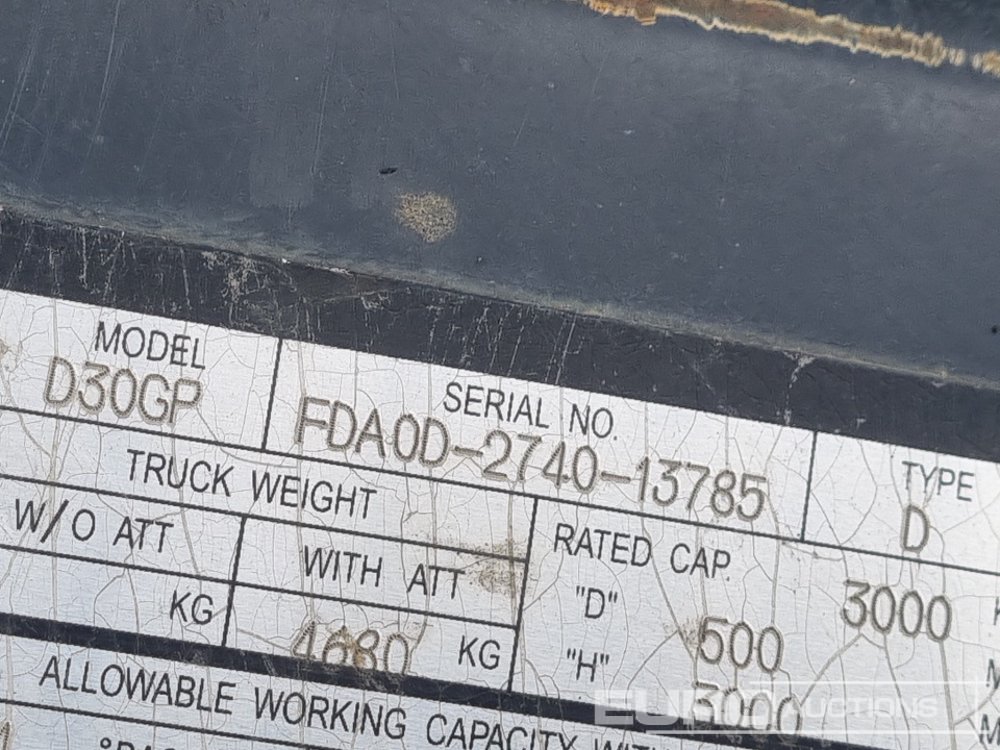 MODEL
D30GP
SERIAL NO.
FDA0D-2740-13785
TYPE
D
TRUCK WEIGHT
W/O ATT
WITH ATT
KG
4680 KG
RATED CAP.
3000
"D" 500
"H" 3000
ALLOWABLE WORKING CAPACITY